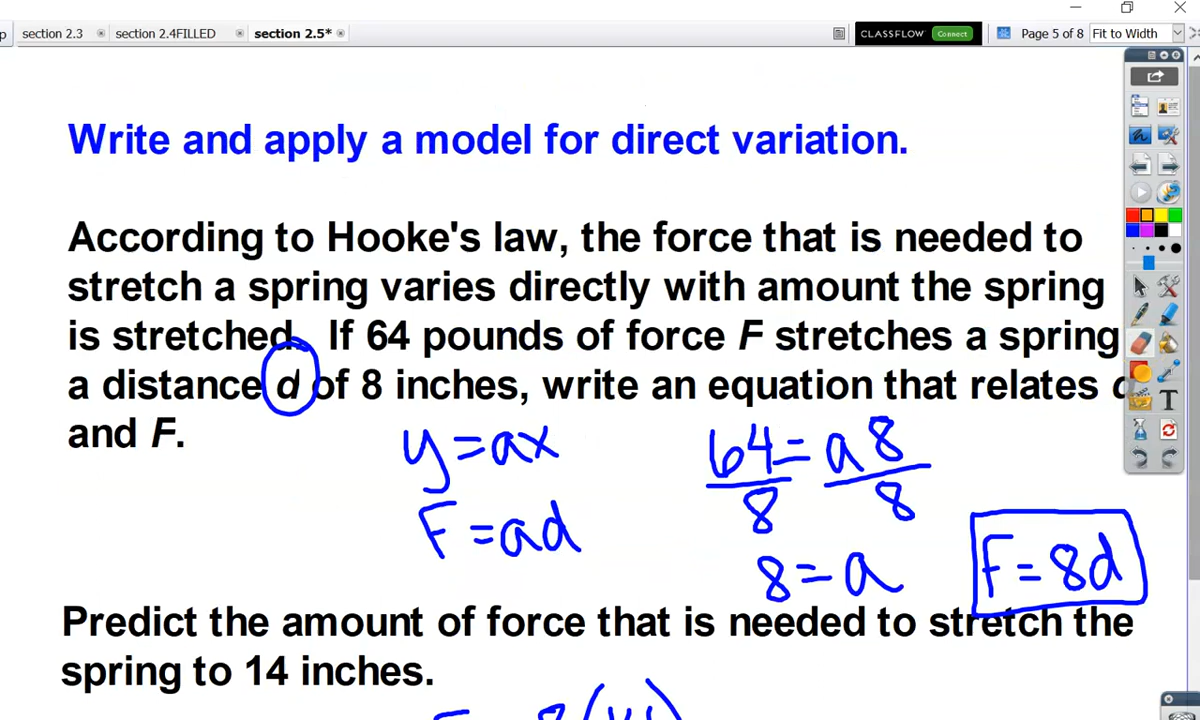 section 2.3 section 2.4FILLED section 2.5* CLASSFLOW Connect Page 5 of 8 Fit to Width
Write and apply a model for direct variation.
According to Hooke's law, the force that is needed to
stretch a spring varies directly with amount the spring
is stretched. If 64 pounds of force F stretches a spring
a distance d of 8 inches, write an equation that relates d
and F.
y=ax
F=ad
64=a8
8 8
8=a
F=8d
Predict the amount of force that is needed to stretch the
spring to 14 inches.